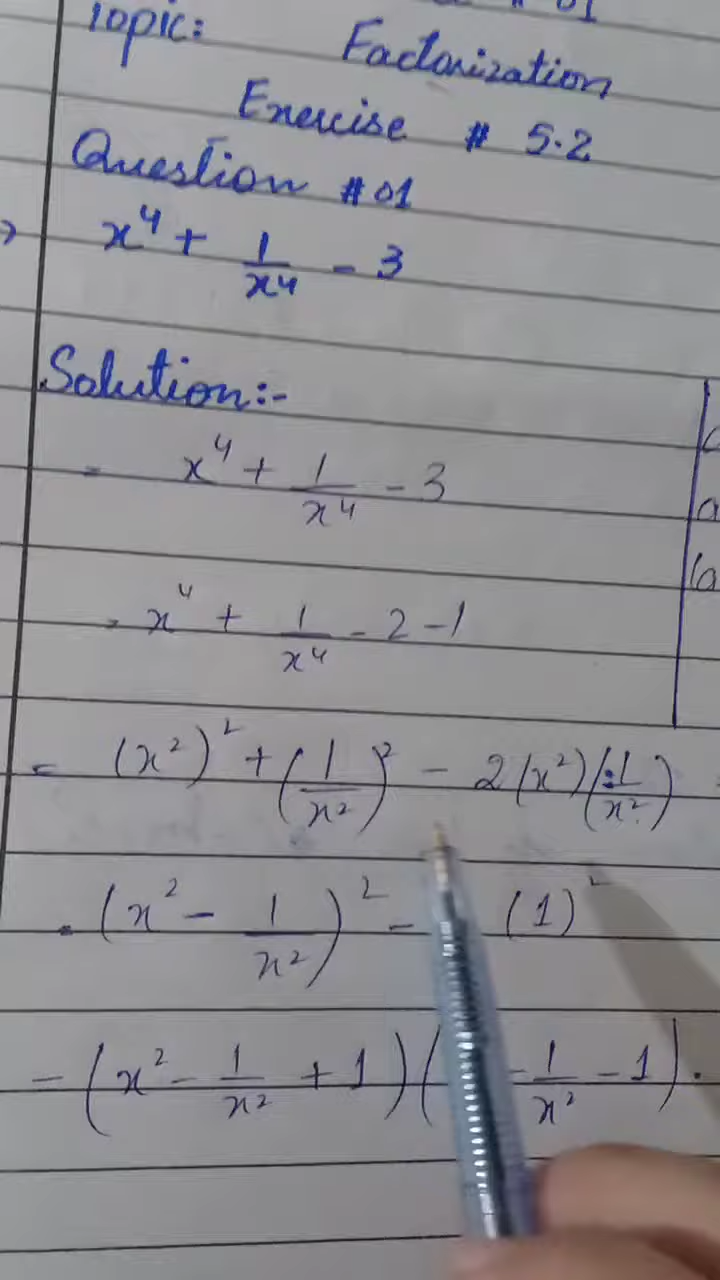 # 01
Topic: Factorization
Exercise # 5.2
Question #01
x⁴ + 1/x⁴ - 3
Solution:-
= x⁴ + 1/x⁴ - 3
= x⁴ + 1/x⁴ - 2 - 1
= (x²)² + (1/x²)² - 2(x²)(1/x²)
= (x² - 1/x²)² - (1)²
= (x² - 1/x² + 1)( - 1/x² - 1).